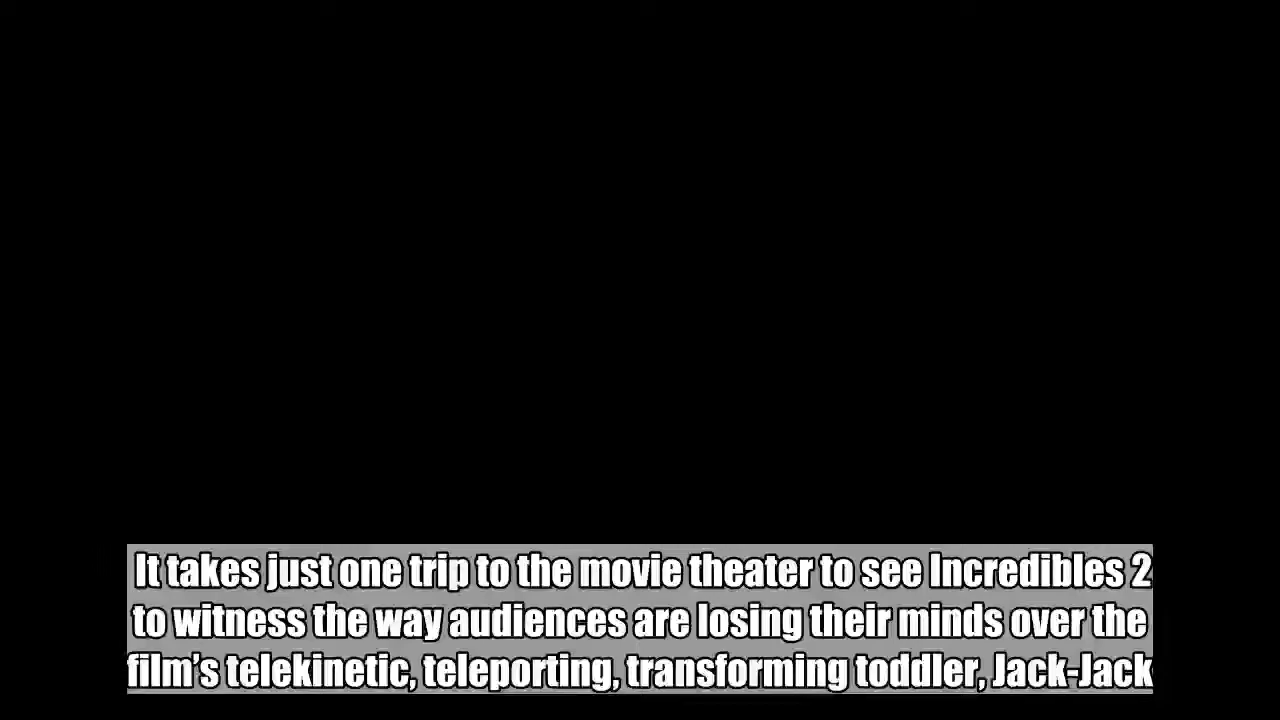 It takes just one trip to the movie theater to see Incredibles 2
to witness the way audiences are losing their minds over the
film’s telekinetic, teleporting, transforming toddler, Jack-Jack